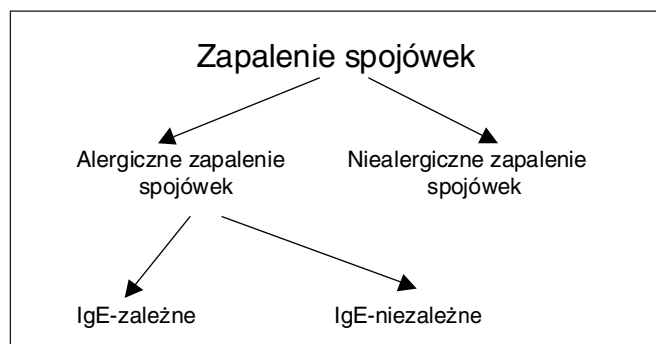 Zapalenie spojówek
Alergiczne zapalenie
spojówek
Niealergiczne zapalenie
spojówek
IgE-zależne
IgE-niezależne